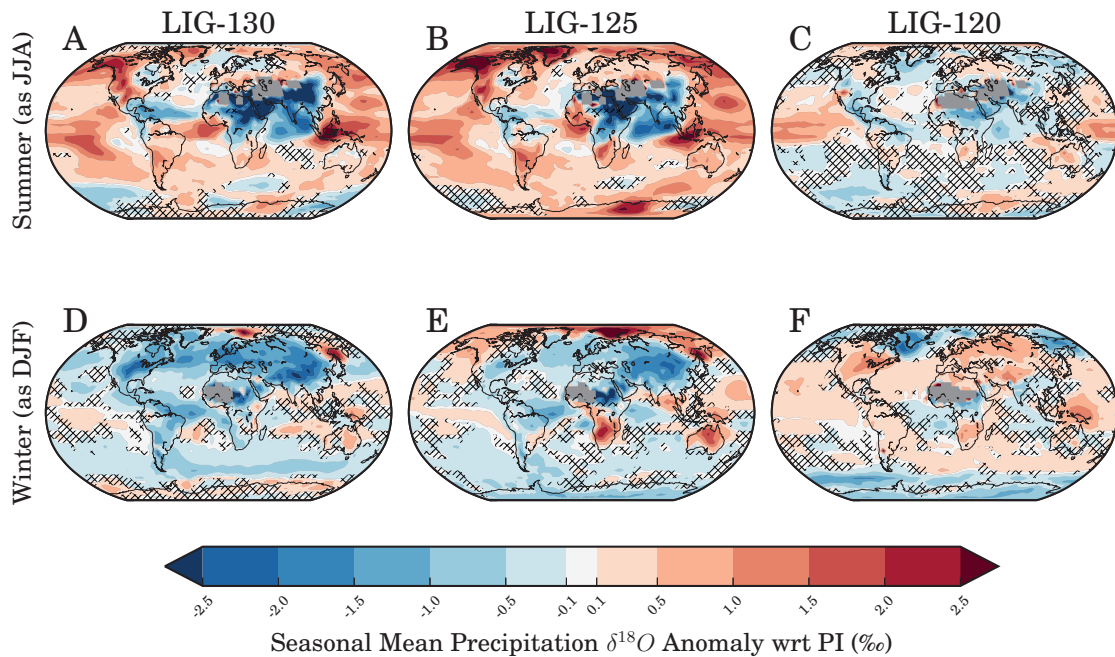 LIG-130 LIG-125 LIG-120
Summer (as JJA)
A B C
Winter (as DJF)
D E F
-2.5 -2.0 -1.5 -1.0 -0.5 -0.1 0.1 0.5 1.0 1.5 2.0 2.5
Seasonal Mean Precipitation δ¹⁸O Anomaly wrt PI (‰)